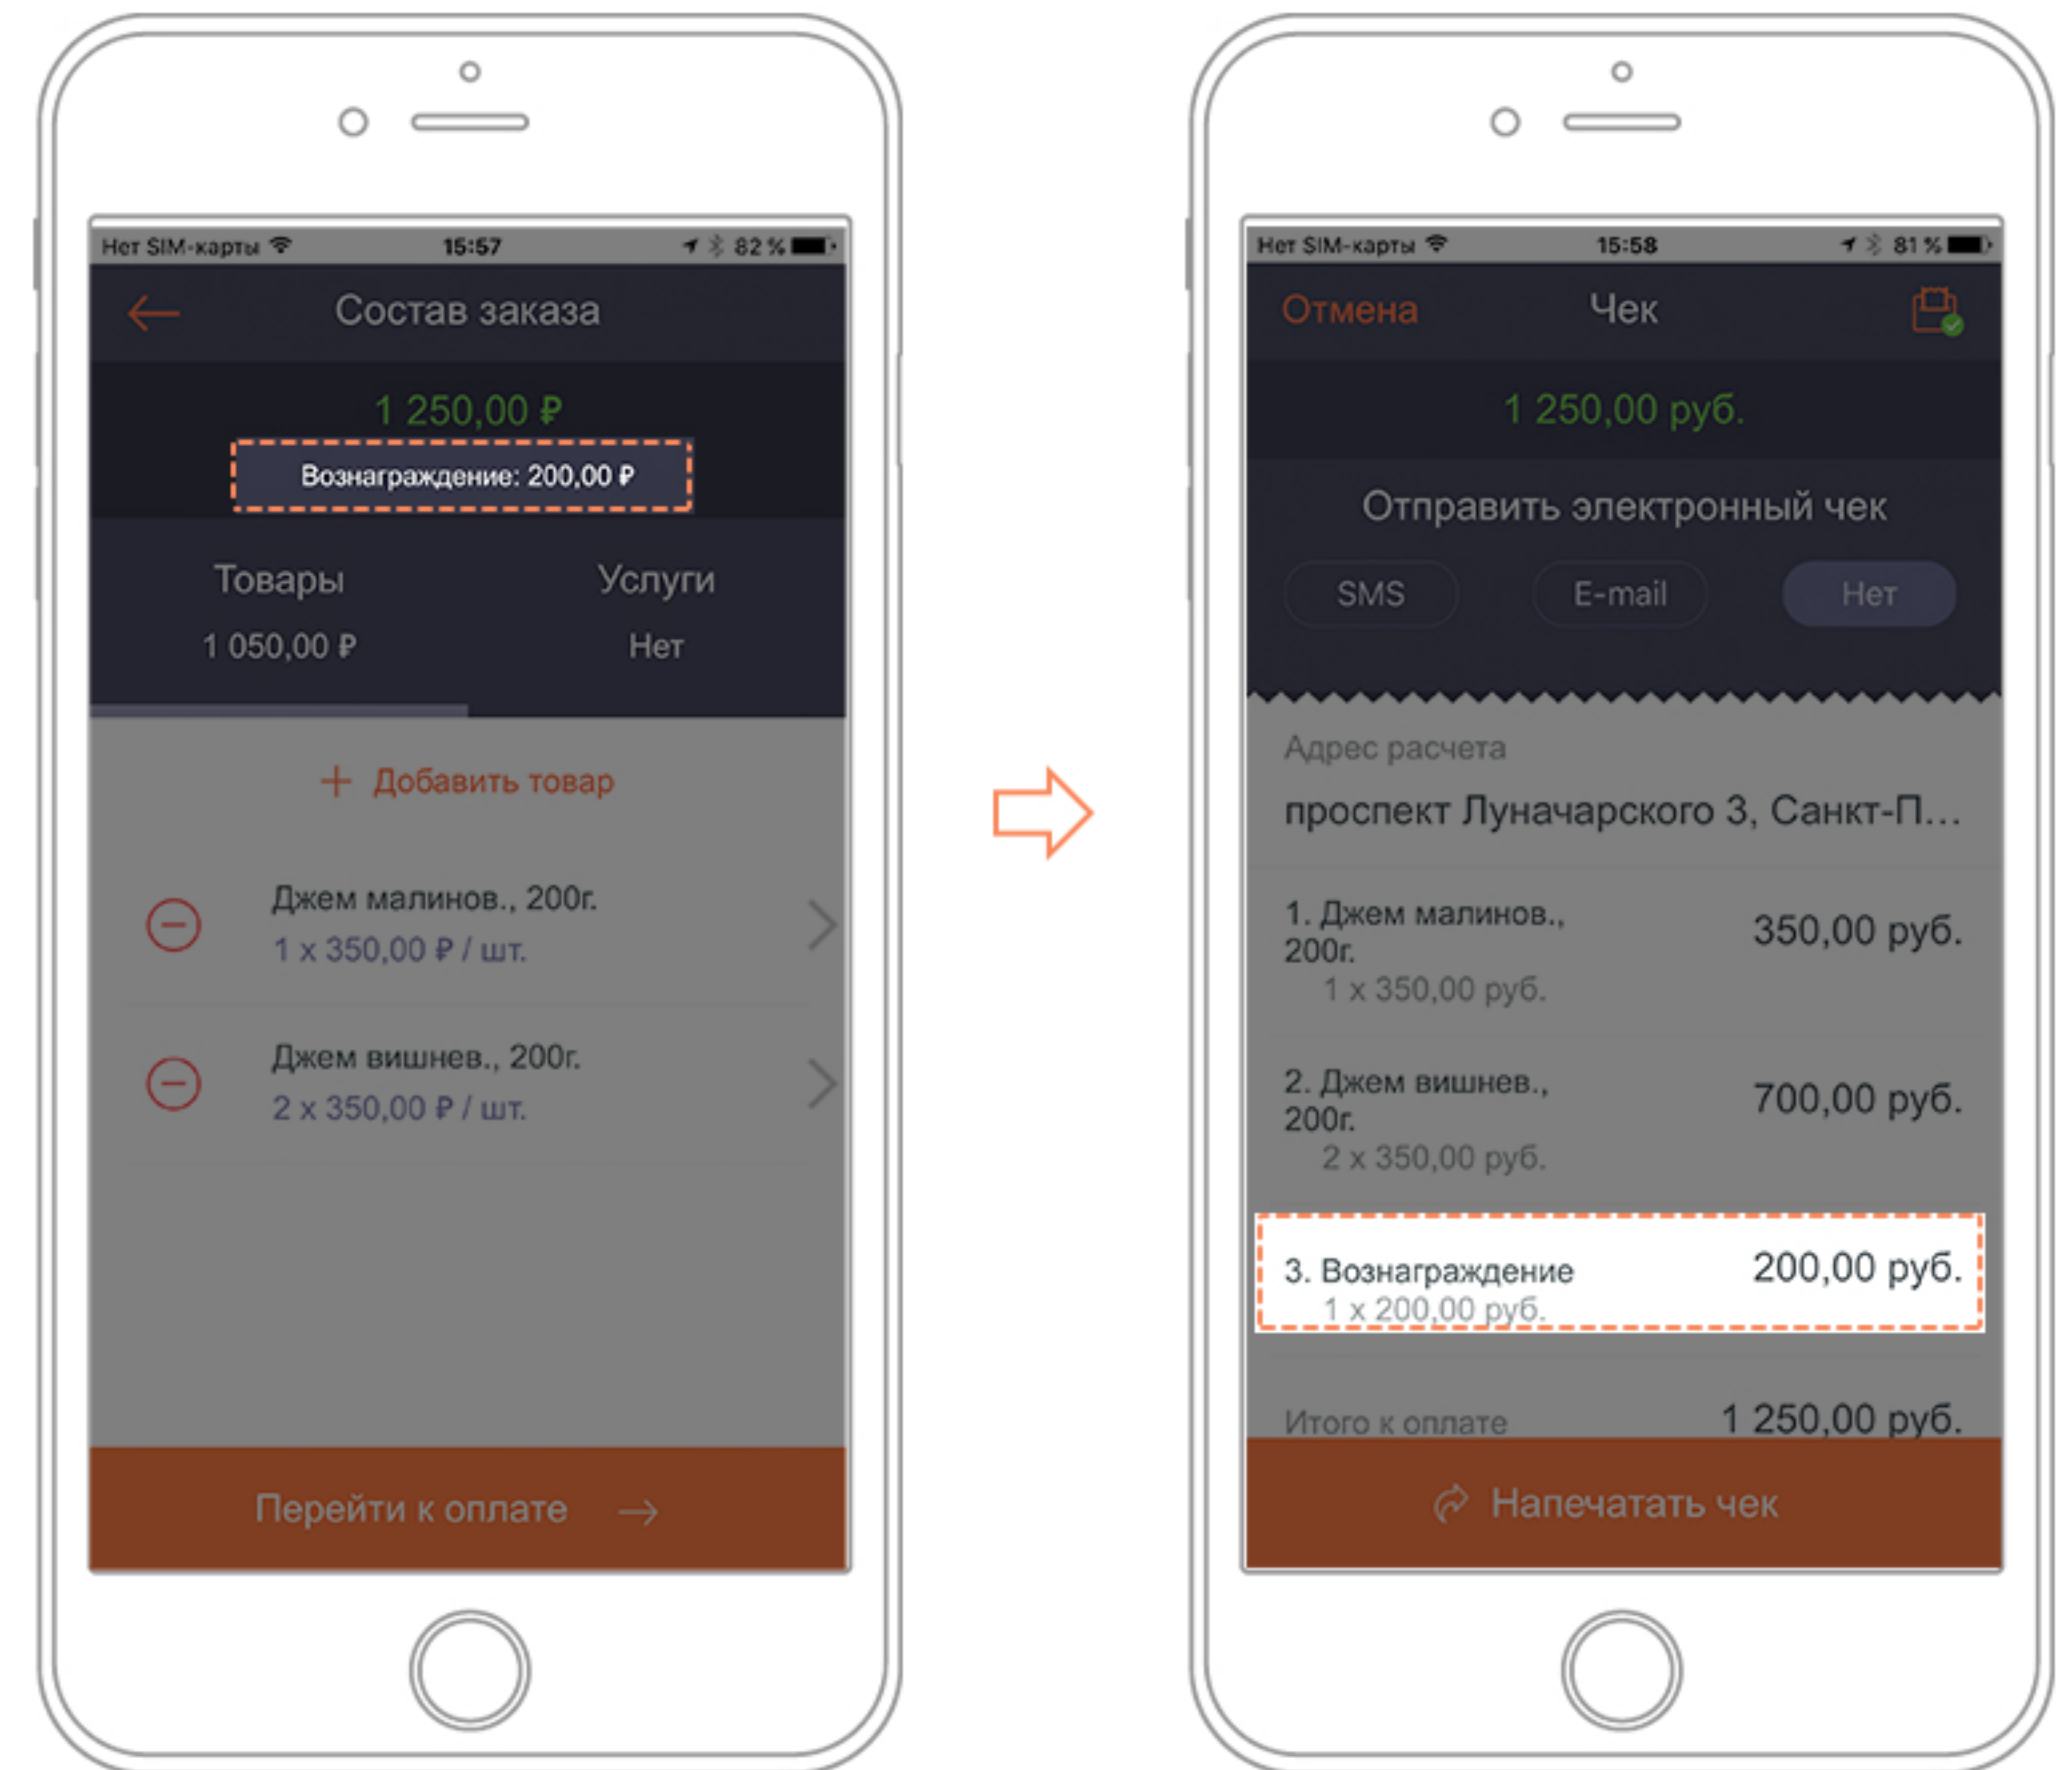 Нет SIM-карты 15:57 82 %
Состав заказа
1 250,00 ₽
Вознаграждение: 200,00 ₽
Товары Услуги
1 050,00 ₽ Нет
+ Добавить товар
Джем малинов., 200г.
1 x 350,00 ₽ / шт.
Джем вишнев., 200г.
2 x 350,00 ₽ / шт.
Перейти к оплате →
Нет SIM-карты 15:58 81 %
Отмена Чек
1 250,00 руб.
Отправить электронный чек
SMS E-mail Нет
Адрес расчета
проспект Луначарского 3, Санкт-П...
1. Джем малинов., 350,00 руб.
200г.
1 x 350,00 руб.
2. Джем вишнев., 700,00 руб.
200г.
2 x 350,00 руб.
3. Вознаграждение 200,00 руб.
1 x 200,00 руб.
Итого к оплате 1 250,00 руб.
Напечатать чек